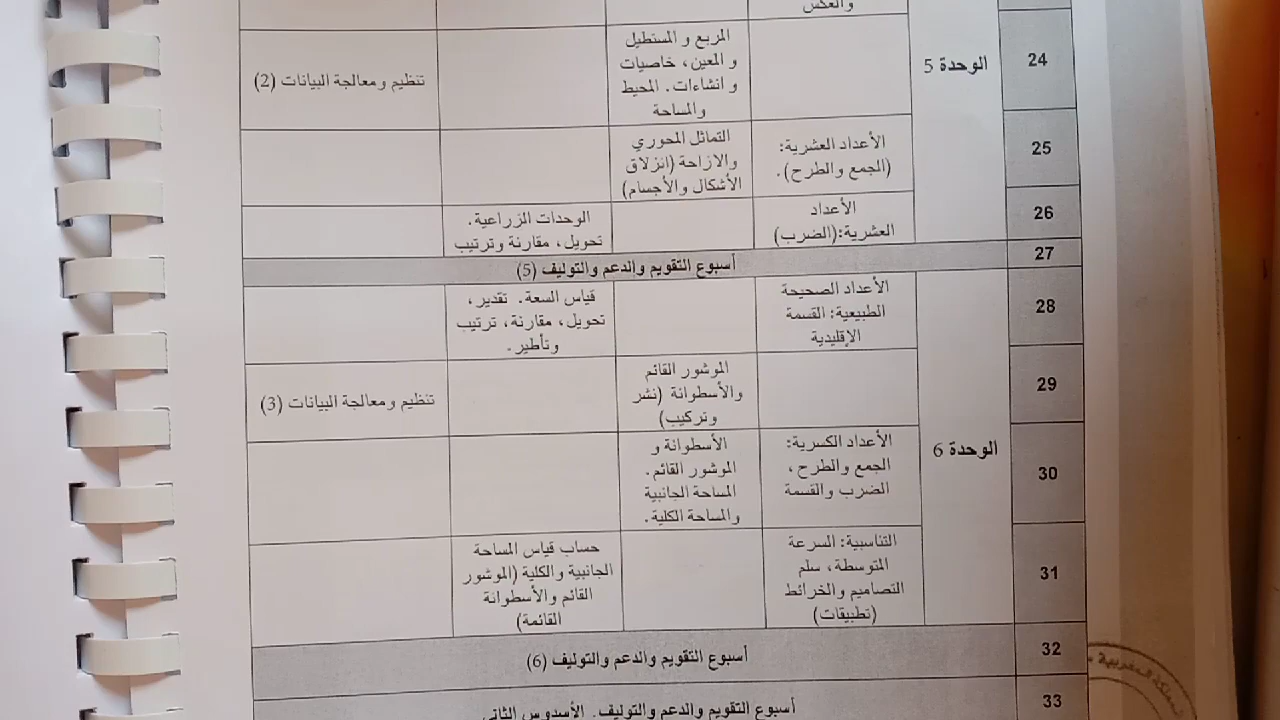 والعكس
24
الوحدة 5
المربع و المستطيل
و المعين، خاصيات
و انشاءات. المحيط
والمساحة
تنظيم ومعالجة البيانات (2)
25
الأعداد العشرية:
(الجمع والطرح).
التماثل المحوري
والازاحة (انزلاق
الأشكال والأجسام)
26
الأعداد
العشرية:(الضرب)
الوحدات الزراعية.
تحويل، مقارنة وترتيب
27
أسبوع التقويم والدعم والتوليف (5)
28
الوحدة 6
الأعداد الصحيحة
الطبيعية: القسمة
الإقليدية
قياس السعة. تقدير،
تحويل، مقارنة، ترتيب
وتأطير.
29
الموشور القائم
والأسطوانة (نشر
وتركيب)
تنظيم ومعالجة البيانات (3)
30
الأعداد الكسرية:
الجمع والطرح،
الضرب والقسمة
الأسطوانة و
الموشور القائم.
المساحة الجانبية
والمساحة الكلية.
31
التناسبية: السرعة
المتوسطة، سلم
التصاميم والخرائط
(تطبيقات)
حساب قياس المساحة
الجانبية والكلية (الموشور
القائم والأسطوانة
القائمة)
32
أسبوع التقويم والدعم والتوليف (6)
33
أسبوع التقويم والدعم والتوليف. الأسدوس الثاني
المملكة المغربية